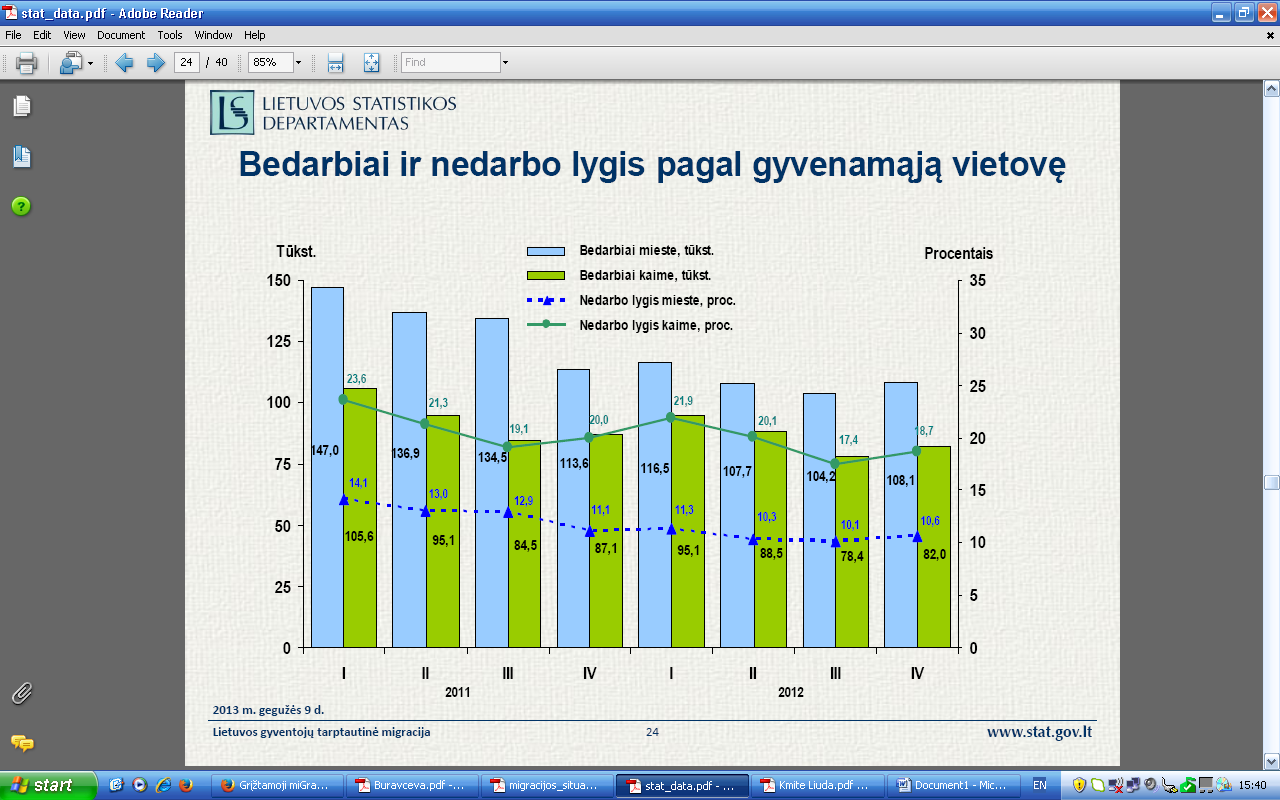 stat_data.pdf - Adobe Reader
File Edit View Document Tools Window Help
24 / 40 85% Find
LIETUVOS STATISTIKOS
DEPARTAMENTAS
Bedarbiai ir nedarbo lygis pagal gyvenamąją vietovę
Tūkst.
Procentais
Bedarbiai mieste, tūkst.
Bedarbiai kaime, tūkst.
Nedarbo lygis mieste, proc.
Nedarbo lygis kaime, proc.
150
125
100
75
50
25
0
35
30
25
20
15
10
5
0
23,6 21,3 19,1 20,0 21,9 20,1 17,4 18,7
147,0 136,9 134,5 113,6 116,5 107,7 104,2 108,1
14,1 13,0 12,9 11,1 11,3 10,3 10,1 10,6
105,6 95,1 84,5 87,1 95,1 88,5 78,4 82,0
I II III IV I II III IV
2011 2012
2013 m. gegužės 9 d.
Lietuvos gyventojų tarptautinė migracija 24 www.stat.gov.lt
start Grįžtamoji miGra... Buravceva.pdf -... migracijos_situa... stat_data.pdf - ... Kmite Liuda.pdf ... Document1 - Mic... EN 15:40